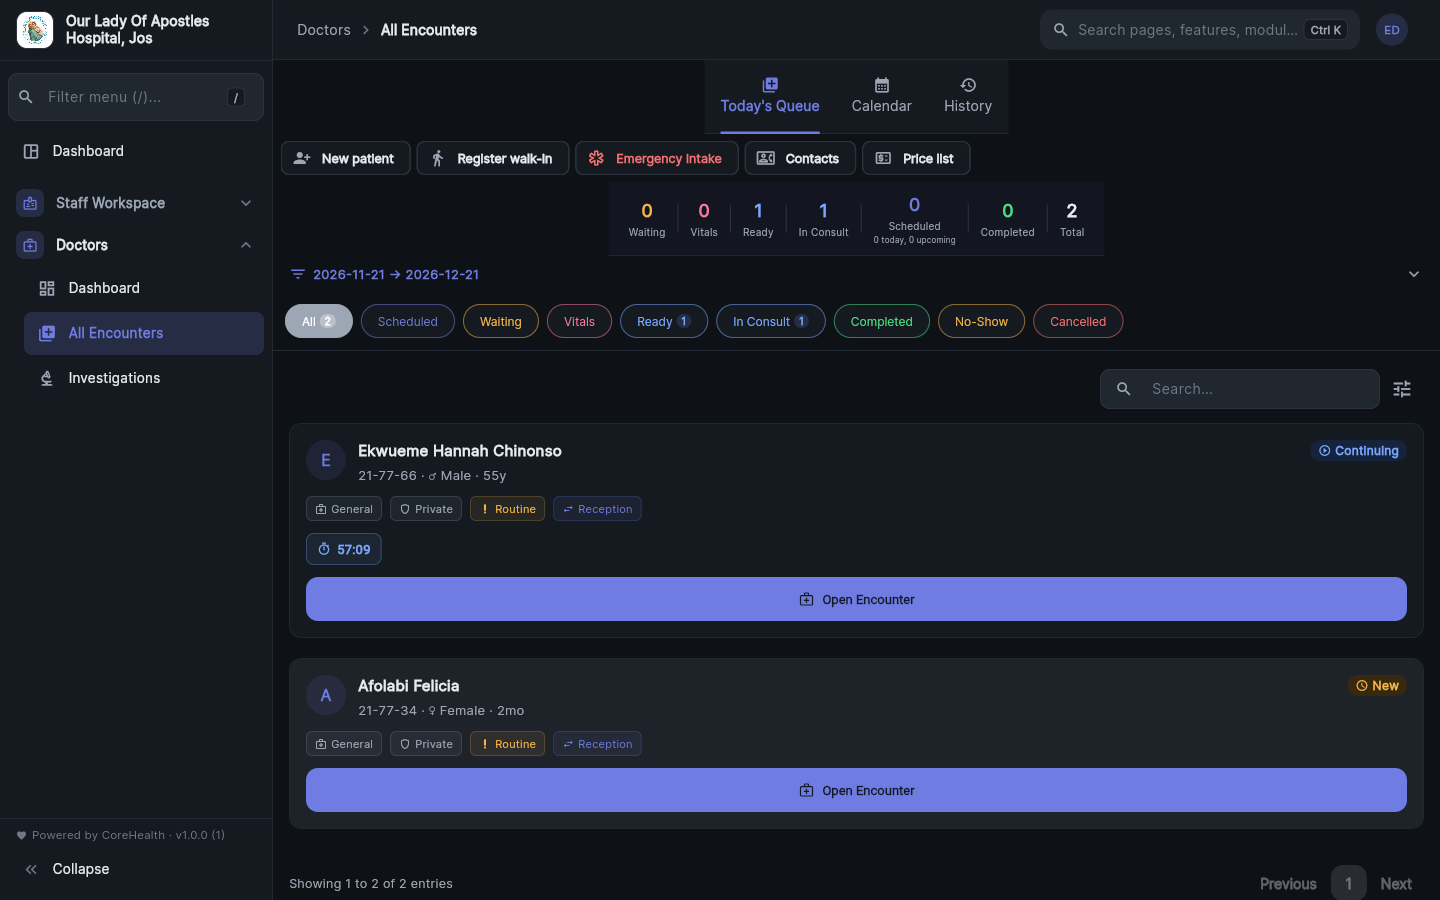 Our Lady Of Apostles
Hospital, Jos
Filter menu (/)...
/
Dashboard
Staff Workspace
Doctors
Dashboard
All Encounters
Investigations
Powered by CoreHealth · v1.0.0 (1)
Collapse
Doctors > All Encounters
Search pages, features, modul... Ctrl K
ED
Today's Queue
Calendar
History
New patient
Register walk-in
Emergency Intake
Contacts
Price list
0 Waiting
0 Vitals
1 Ready
1 In Consult
0 Scheduled
0 today, 0 upcoming
0 Completed
2 Total
2026-11-21 → 2026-12-21
All 2
Scheduled
Waiting
Vitals
Ready 1
In Consult 1
Completed
No-Show
Cancelled
Search...
E
Ekwueme Hannah Chinonso
Continuing
21-77-66 · ♂ Male · 55y
General
Private
Routine
Reception
57:09
Open Encounter
A
Afolabi Felicia
New
21-77-34 · ♀ Female · 2mo
General
Private
Routine
Reception
Open Encounter
Showing 1 to 2 of 2 entries
Previous 1 Next